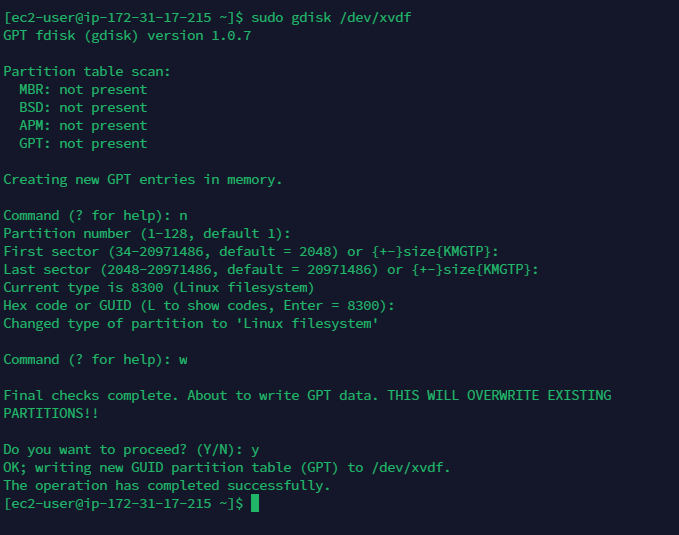 [ec2-user@ip-172-31-17-215 ~]$ sudo gdisk /dev/xvdf
GPT fdisk (gdisk) version 1.0.7
Partition table scan:
  MBR: not present
  BSD: not present
  APM: not present
  GPT: not present
Creating new GPT entries in memory.
Command (? for help): n
Partition number (1-128, default 1):
First sector (34-20971486, default = 2048) or {+-}size{KMGTP}:
Last sector (2048-20971486, default = 20971486) or {+-}size{KMGTP}:
Current type is 8300 (Linux filesystem)
Hex code or GUID (L to show codes, Enter = 8300):
Changed type of partition to 'Linux filesystem'
Command (? for help): w
Final checks complete. About to write GPT data. THIS WILL OVERWRITE EXISTING
PARTITIONS!!
Do you want to proceed? (Y/N): y
OK; writing new GUID partition table (GPT) to /dev/xvdf.
The operation has completed successfully.
[ec2-user@ip-172-31-17-215 ~]$